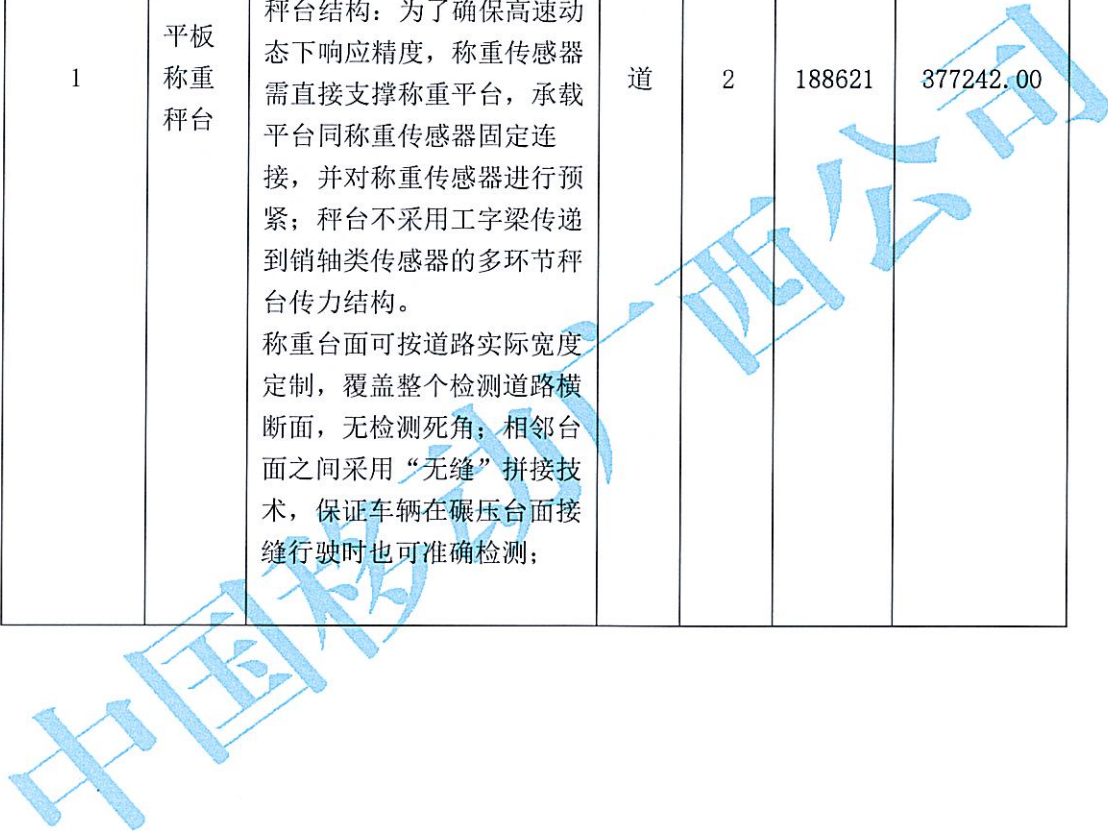 1
平板
称重
秤台
秤台结构：为了确保高速动
态下响应精度，称重传感器
需直接支撑称重平台，承载
平台同称重传感器固定连
接，并对称重传感器进行预
紧；秤台不采用工字梁传递
到销轴类传感器的多环节秤
台传力结构。
称重台面可按道路实际宽度
定制，覆盖整个检测道路横
断面，无检测死角；相邻台
面之间采用“无缝”拼接技
术，保证车辆在碾压台面接
缝行驶时也可准确检测；
道
2
188621
377242.00
中国移动广西公司